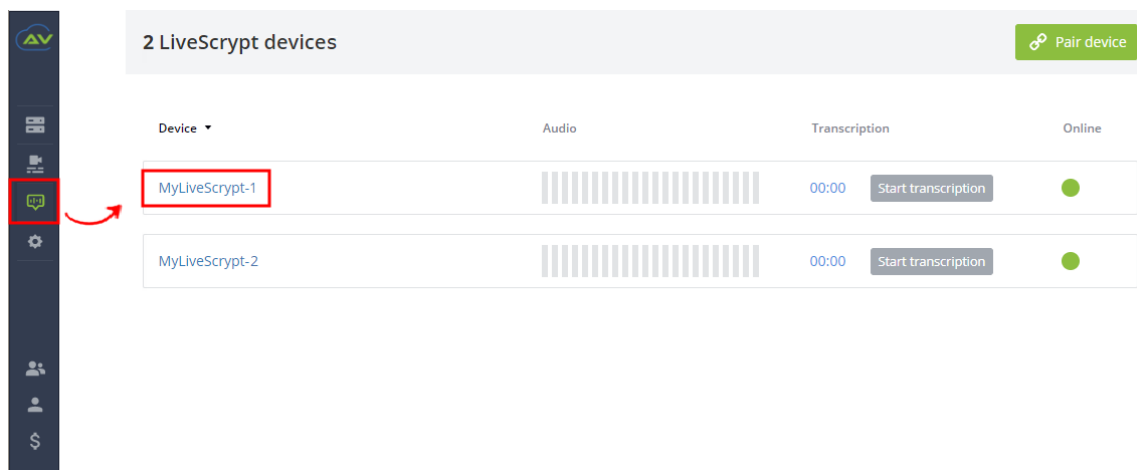 AV
2 LiveScrypt devices
Pair device
Device Audio Transcription Online
MyLiveScrypt-1 00:00 Start transcription
MyLiveScrypt-2 00:00 Start transcription
$